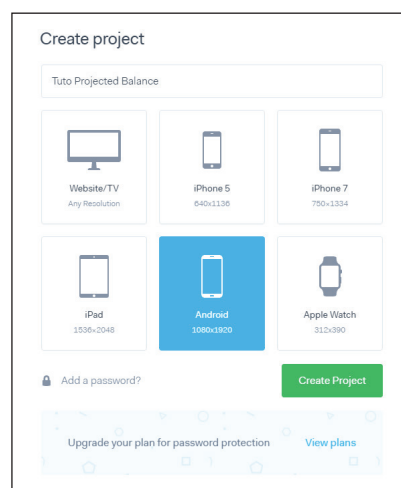 Create project
Tuto Projected Balance
Website/TV
Any Resolution
iPhone 5
640x1136
iPhone 7
750x1334
iPad
1536x2048
Android
1080x1920
Apple Watch
312x390
Add a password?
Create Project
Upgrade your plan for password protection
View plans